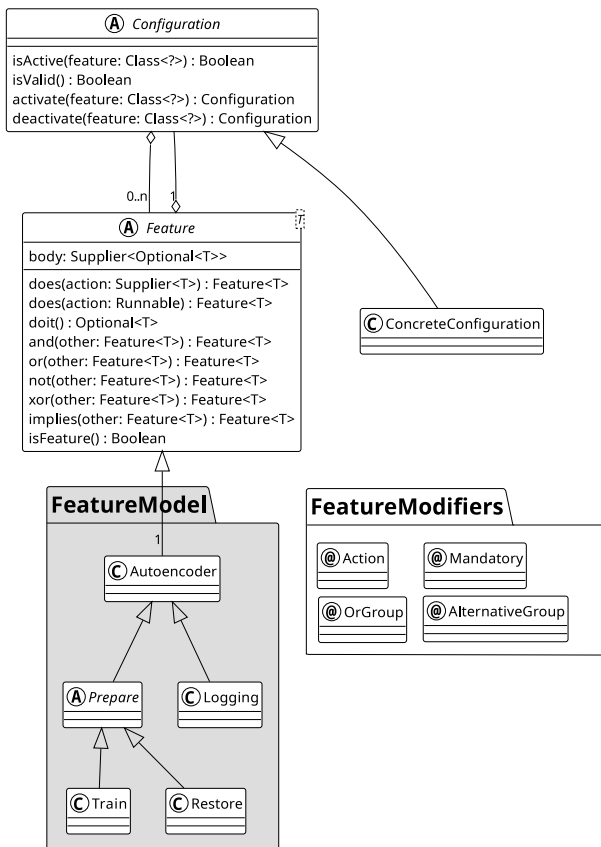 A Configuration
isActive(feature: Class<?>) : Boolean
isValid() : Boolean
activate(feature: Class<?>) : Configuration
deactivate(feature: Class<?>) : Configuration
0..n
1
A Feature
T
body: Supplier<Optional<T>>
does(action: Supplier<T>) : Feature<T>
does(action: Runnable) : Feature<T>
doit() : Optional<T>
and(other: Feature<T>) : Feature<T>
or(other: Feature<T>) : Feature<T>
not(other: Feature<T>) : Feature<T>
xor(other: Feature<T>) : Feature<T>
implies(other: Feature<T>) : Feature<T>
isFeature() : Boolean
C ConcreteConfiguration
FeatureModel
1
C Autoencoder
A Prepare
C Logging
C Train
C Restore
FeatureModifiers
@ Action
@ Mandatory
@ OrGroup
@ AlternativeGroup